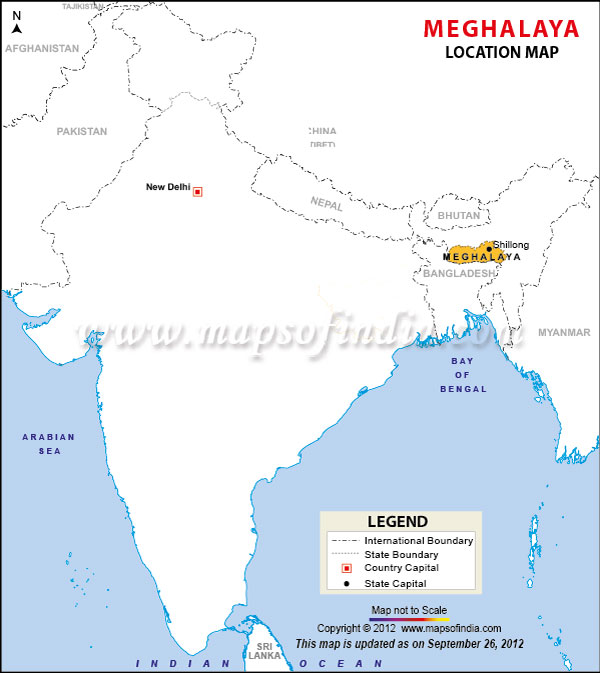 N
TAJIKISTAN
AFGHANISTAN
MEGHALAYA
LOCATION MAP
PAKISTAN
CHINA
(TIBET)
New Delhi
NEPAL
BHUTAN
Shillong
MEGHALAYA
BANGLADESH
www.mapsofindia.com
MYANMAR
BAY
OF
BENGAL
ARABIAN
SEA
LEGEND
International Boundary
State Boundary
Country Capital
State Capital
Map not to Scale
Copyright © 2012 www.mapsofindia.com
This map is updated as on September 26, 2012
SRI
LANKA
INDIAN OCEAN